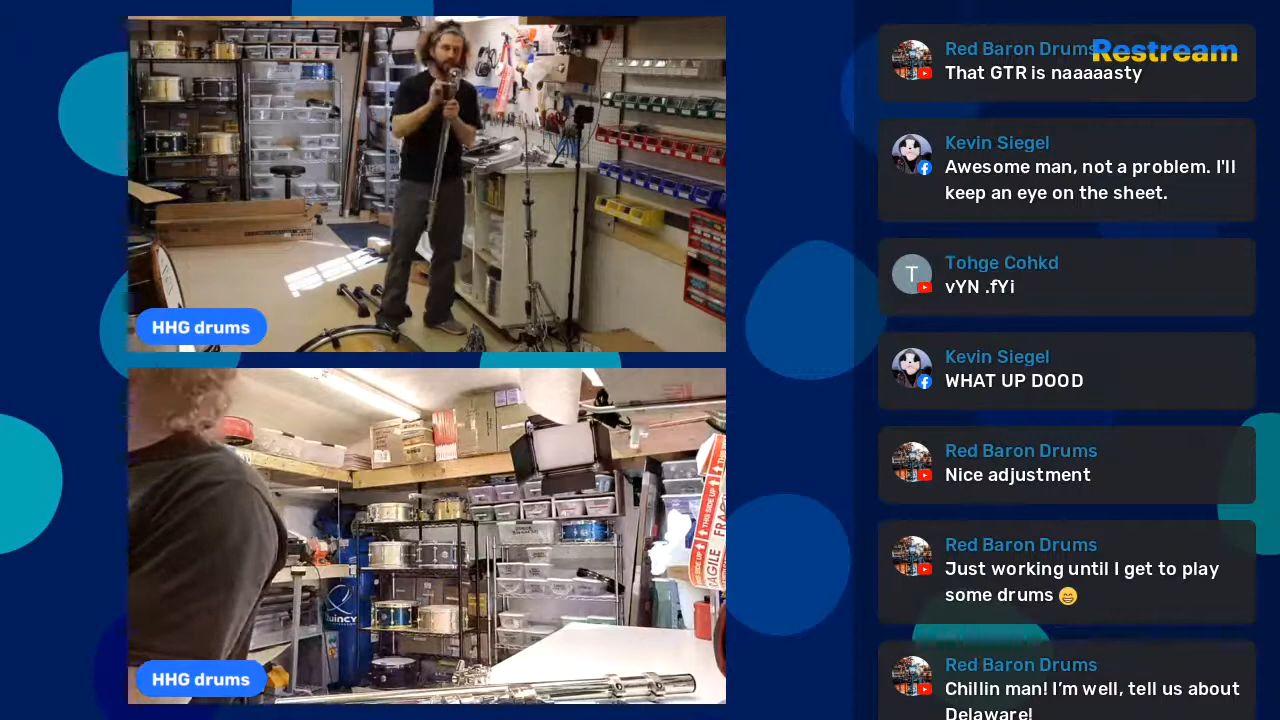 HHG drums
THIS SIDE UP
FRAGILE
Quincy
HHG drums
Restream
Red Baron Drums
That GTR is naaaaasty
Kevin Siegel
Awesome man, not a problem. I'll
keep an eye on the sheet.
T
Tohge Cohkd
vYN .fYi
Kevin Siegel
WHAT UP DOOD
Red Baron Drums
Nice adjustment
Red Baron Drums
Just working until I get to play
some drums 😄
Red Baron Drums
Chillin man! I'm well, tell us about
Delaware!